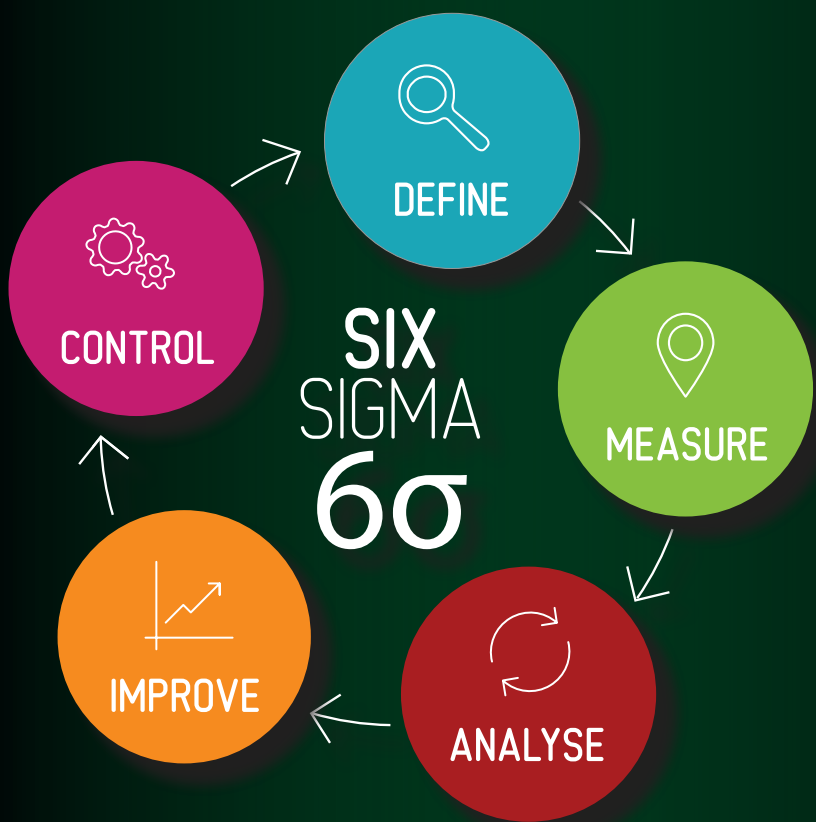 DEFINE
MEASURE
ANALYSE
IMPROVE
CONTROL
SIX
SIGMA
6σ